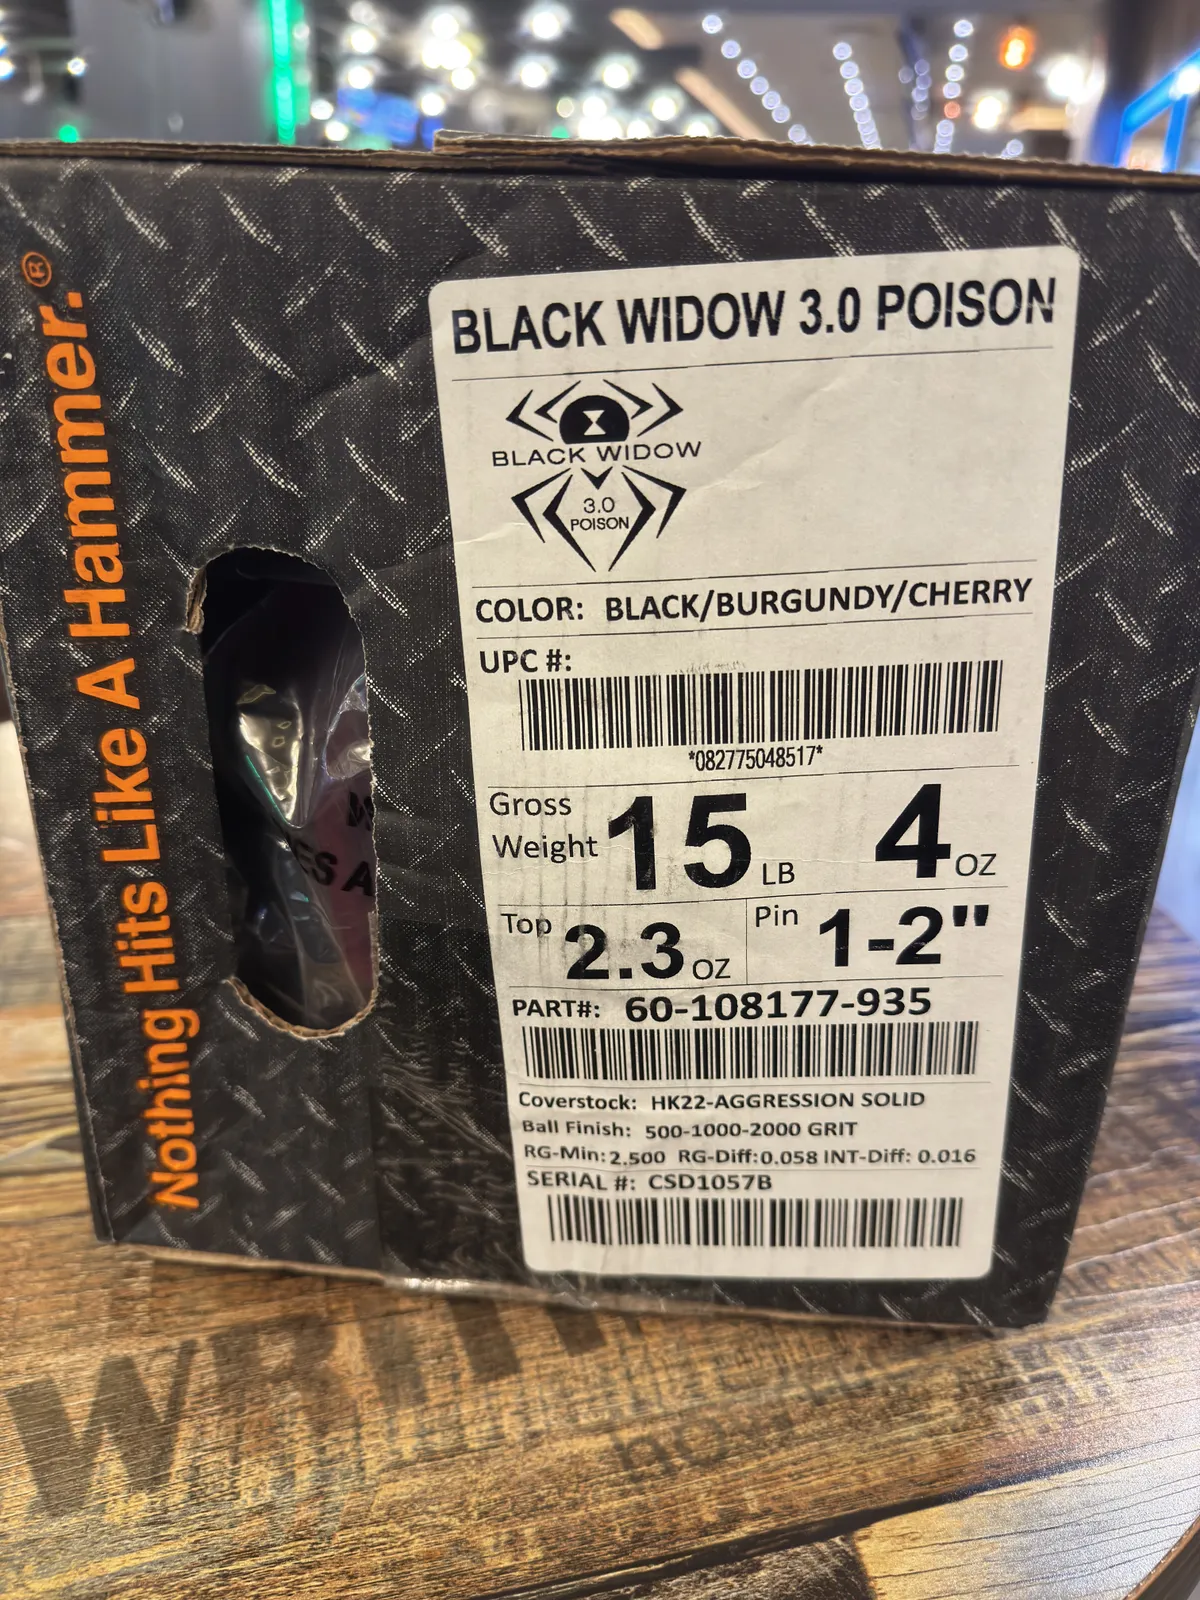 Nothing Hits Like A Hammer.®
BLACK WIDOW 3.0 POISON
BLACK WIDOW
3.0
POISON
COLOR: BLACK/BURGUNDY/CHERRY
UPC #:
*082775048517*
Gross Weight 15 LB 4 OZ
Top 2.3 OZ Pin 1-2"
PART#: 60-108177-935
Coverstock: HK22-AGGRESSION SOLID
Ball Finish: 500-1000-2000 GRIT
RG-Min: 2.500 RG-Diff: 0.058 INT-Diff: 0.016
SERIAL #: CSD1057B